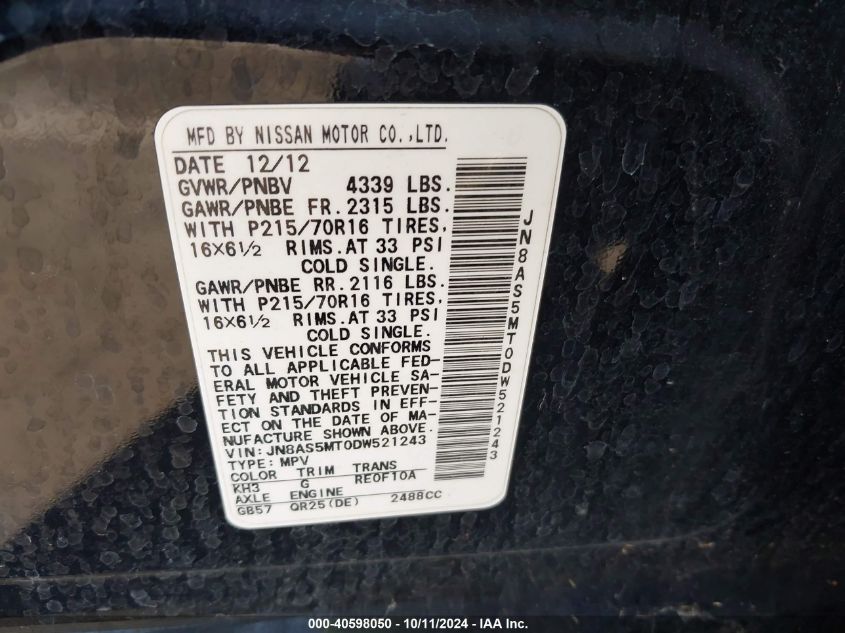 MFD BY NISSAN MOTOR CO.,LTD.
DATE 12/12
GVWR/PNBV 4339 LBS.
GAWR/PNBE FR.2315 LBS.
WITH P215/70R16 TIRES,
16×6½ RIMS.AT 33 PSI
COLD SINGLE.
GAWR/PNBE RR.2116 LBS.
WITH P215/70R16 TIRES,
16×6½ RIMS.AT 33 PSI
COLD SINGLE.
THIS VEHICLE CONFORMS
TO ALL APPLICABLE FED-
ERAL MOTOR VEHICLE SA-
FETY AND THEFT PREVEN-
TION STANDARDS IN EFF-
ECT ON THE DATE OF MA-
NUFACTURE SHOWN ABOVE.
VIN: JN8AS5MT0DW521243
TYPE: MPV
COLOR TRIM TRANS
KH3 G RE0F10A
AXLE ENGINE
GB57 QR25(DE) 2488CC
JN8AS5MT0DW521243
000-40598050 - 10/11/2024 - IAA Inc.